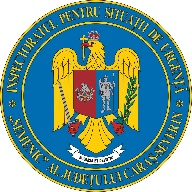 INSPECTORATUL PENTRU SITUAȚII DE URGENȚĂ
"SEMENIC" AL JUDEȚULUI CARAȘ-SEVERIN